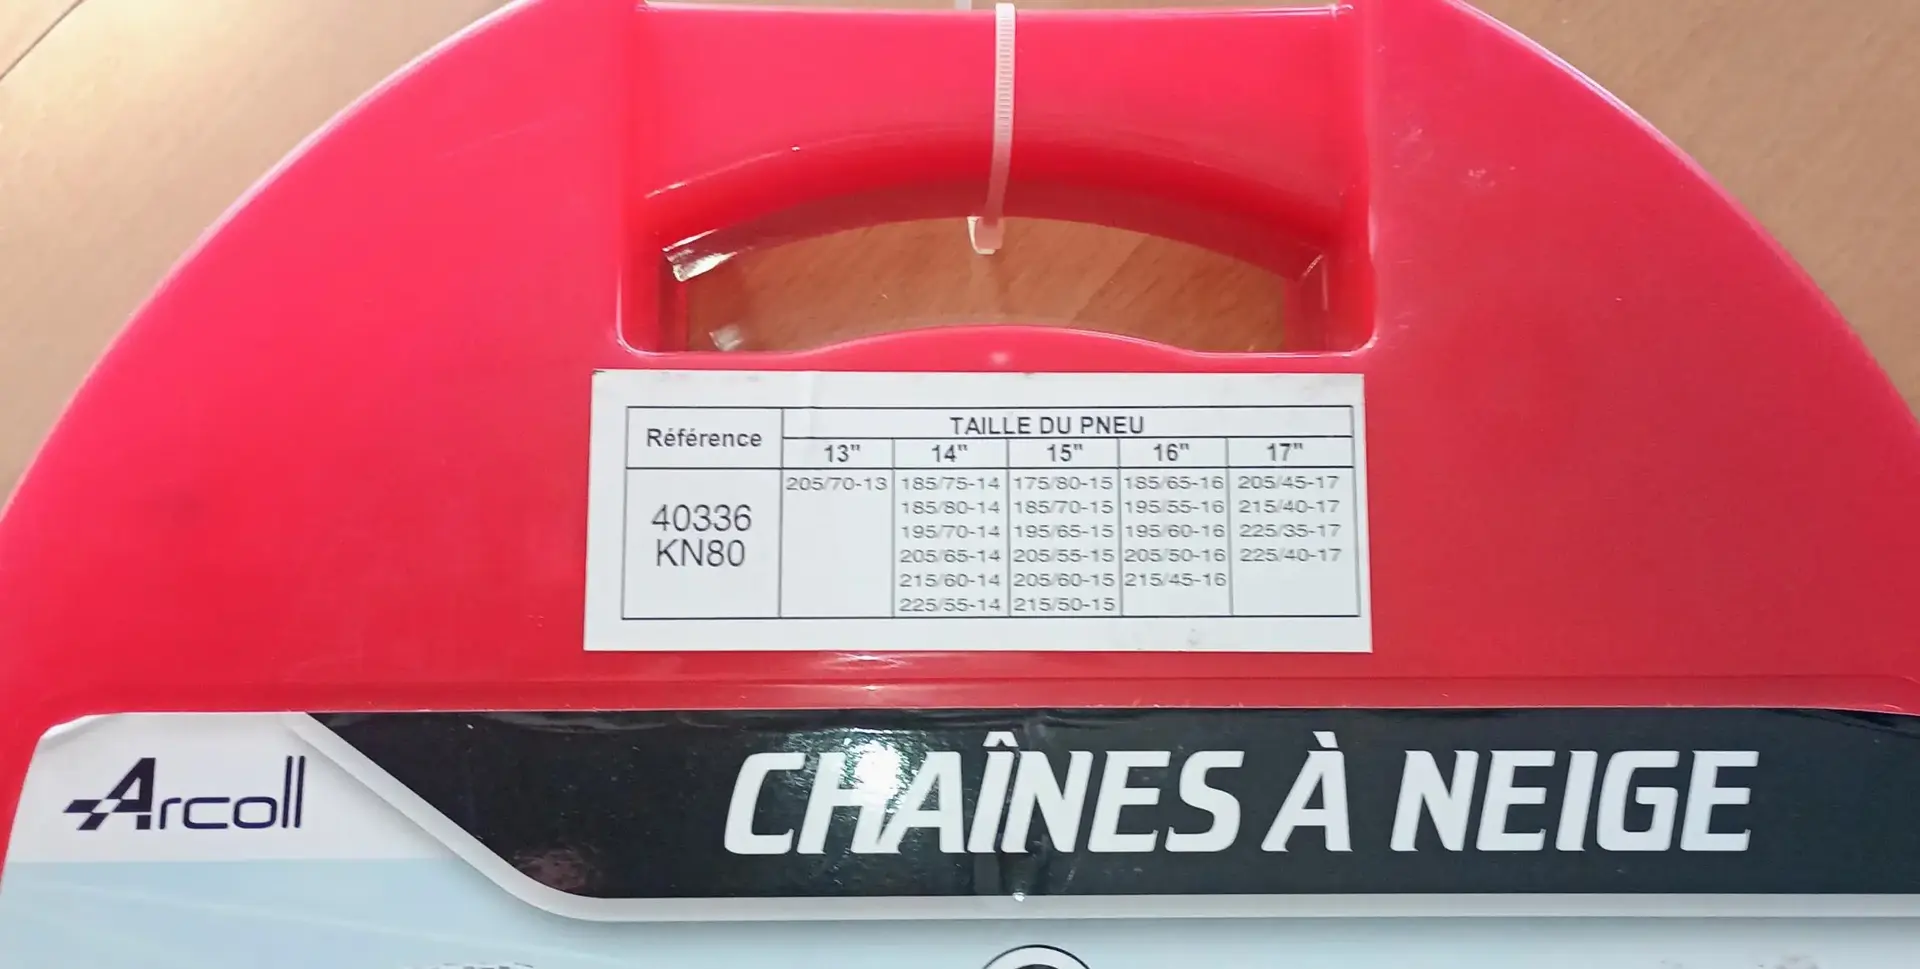 Référence TAILLE DU PNEU
13" 14" 15" 16" 17"
40336
KN80
205/70-13 185/75-14 175/80-15 185/65-16 205/45-17
185/80-14 185/70-15 195/55-16 215/40-17
195/70-14 195/65-15 195/60-16 225/35-17
205/65-14 205/55-15 205/50-16 225/40-17
215/60-14 205/60-15 215/45-16
225/55-14 215/50-15
Arcoll
CHAÎNES À NEIGE